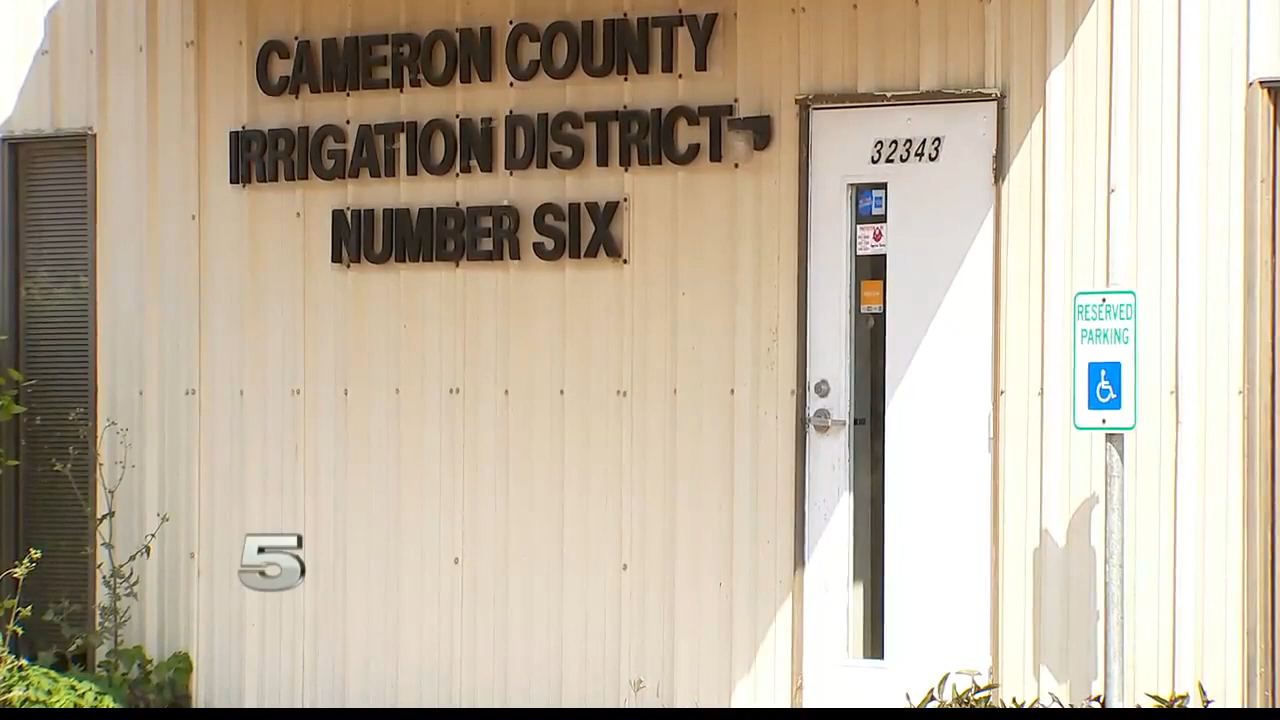 CAMERON COUNTY
IRRIGATION DISTRICT
NUMBER SIX
32343
RESERVED
PARKING
5